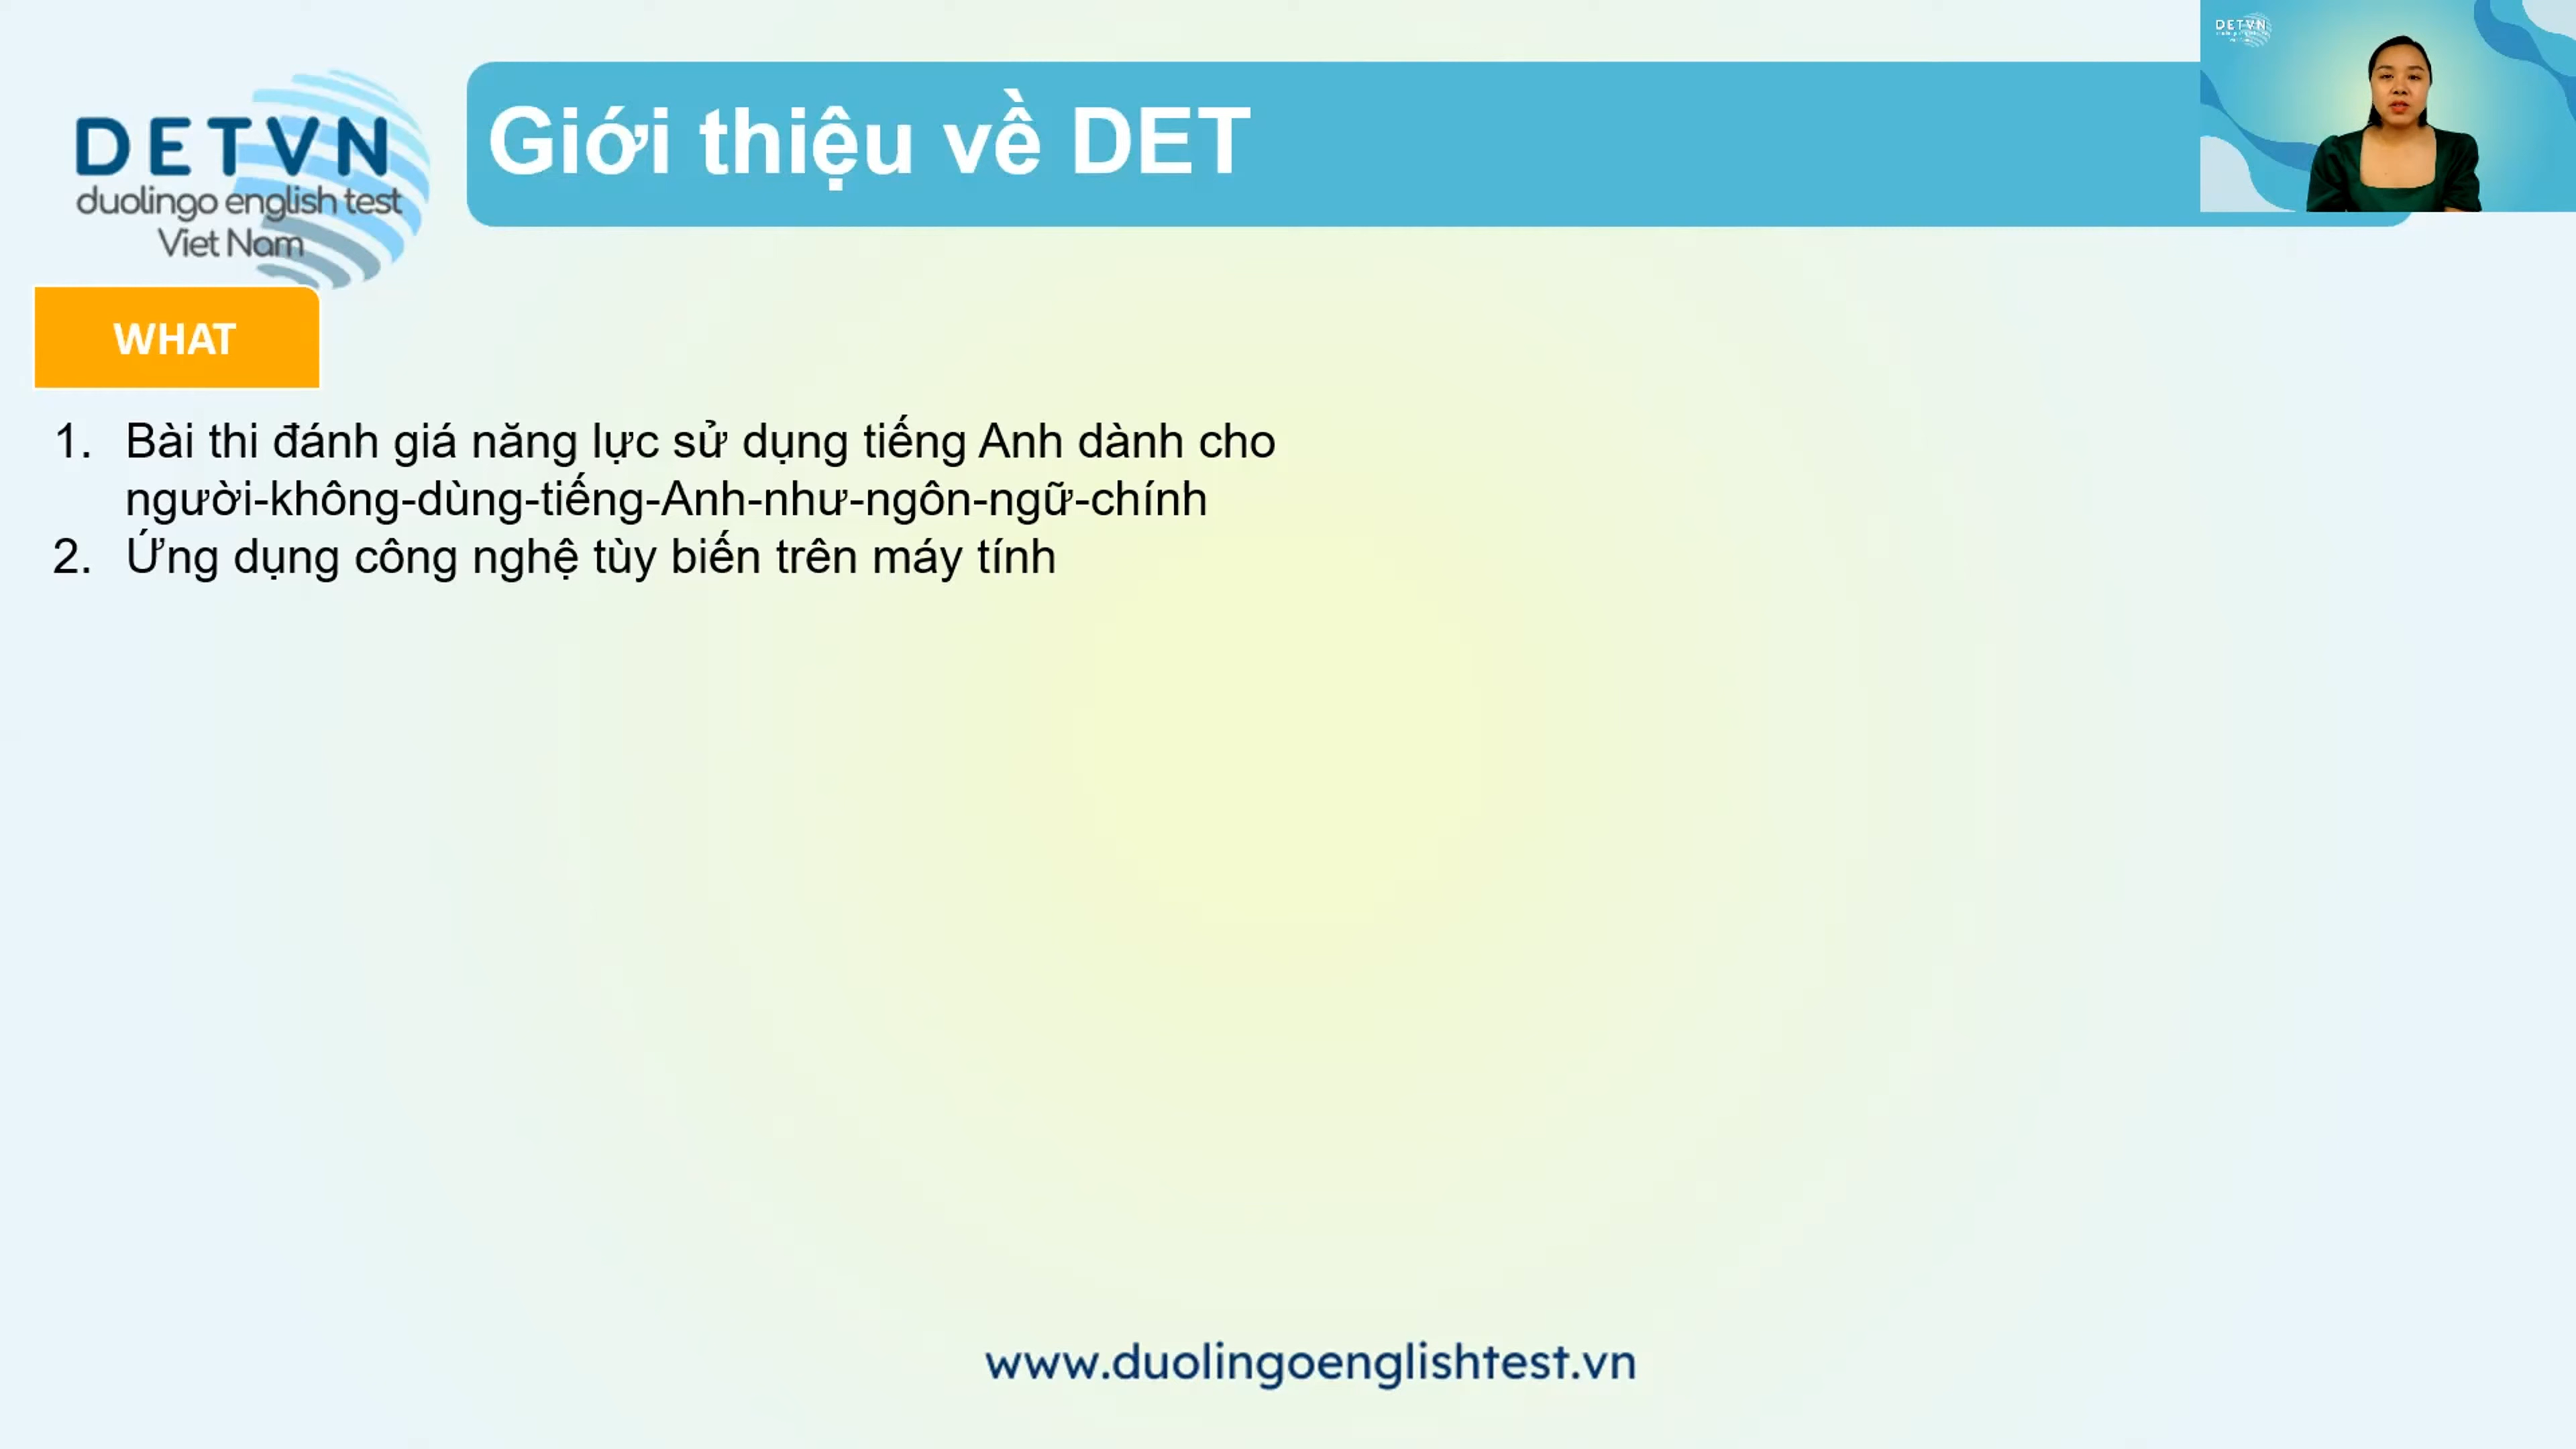 DETVN
duolingo english test
Viet Nam
Giới thiệu về DET
DETVN
WHAT
1. Bài thi đánh giá năng lực sử dụng tiếng Anh dành cho
người-không-dùng-tiếng-Anh-như-ngôn-ngữ-chính
2. Ứng dụng công nghệ tùy biến trên máy tính
www.duolingoenglishtest.vn